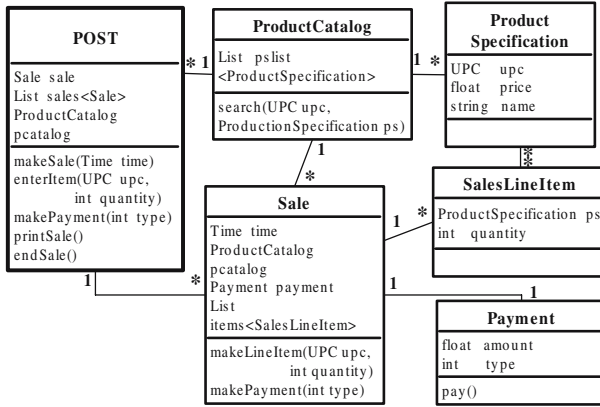 POST
Sale sale
List sales<Sale>
ProductCatalog
pcatalog
makeSale(Time time)
enterItem(UPC upc,
int quantity)
makePayment(int type)
printSale()
endSale()
* 1
ProductCatalog
List pslist
<ProductSpecification>
search(UPC upc,
ProductionSpecification ps)
1 *
Product
Specification
UPC upc
float price
string name
1
*
*
*
SalesLineItem
ProductSpecification ps
int quantity
Sale
Time time
ProductCatalog
pcatalog
Payment payment
List
items<SalesLineItem>
makeLineItem(UPC upc,
int quantity)
makePayment(int type)
1 *
1 *
1 1
Payment
float amount
int type
pay()